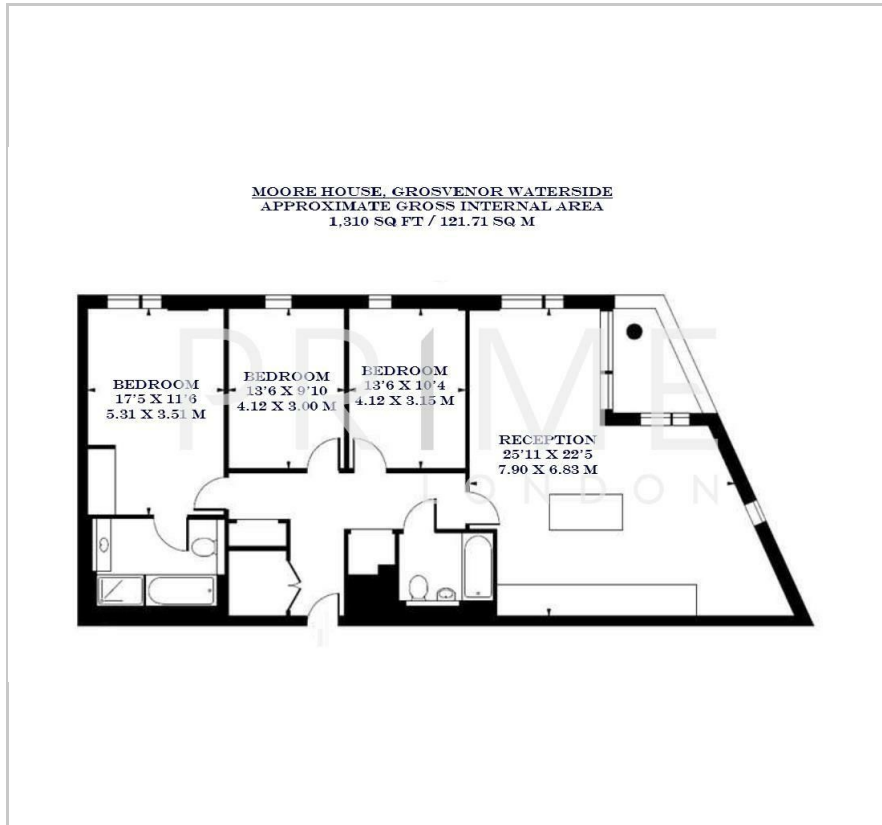 MOORE HOUSE, GROSVENOR WATERSIDE
APPROXIMATE GROSS INTERNAL AREA
1,310 SQ FT / 121.71 SQ M
PRIME
LONDON
BEDROOM
17'5 X 11'6
5.31 X 3.51 M
BEDROOM
13'6 X 9'10
4.12 X 3.00 M
BEDROOM
13'6 X 10'4
4.12 X 3.15 M
RECEPTION
25'11 X 22'5
7.90 X 6.83 M